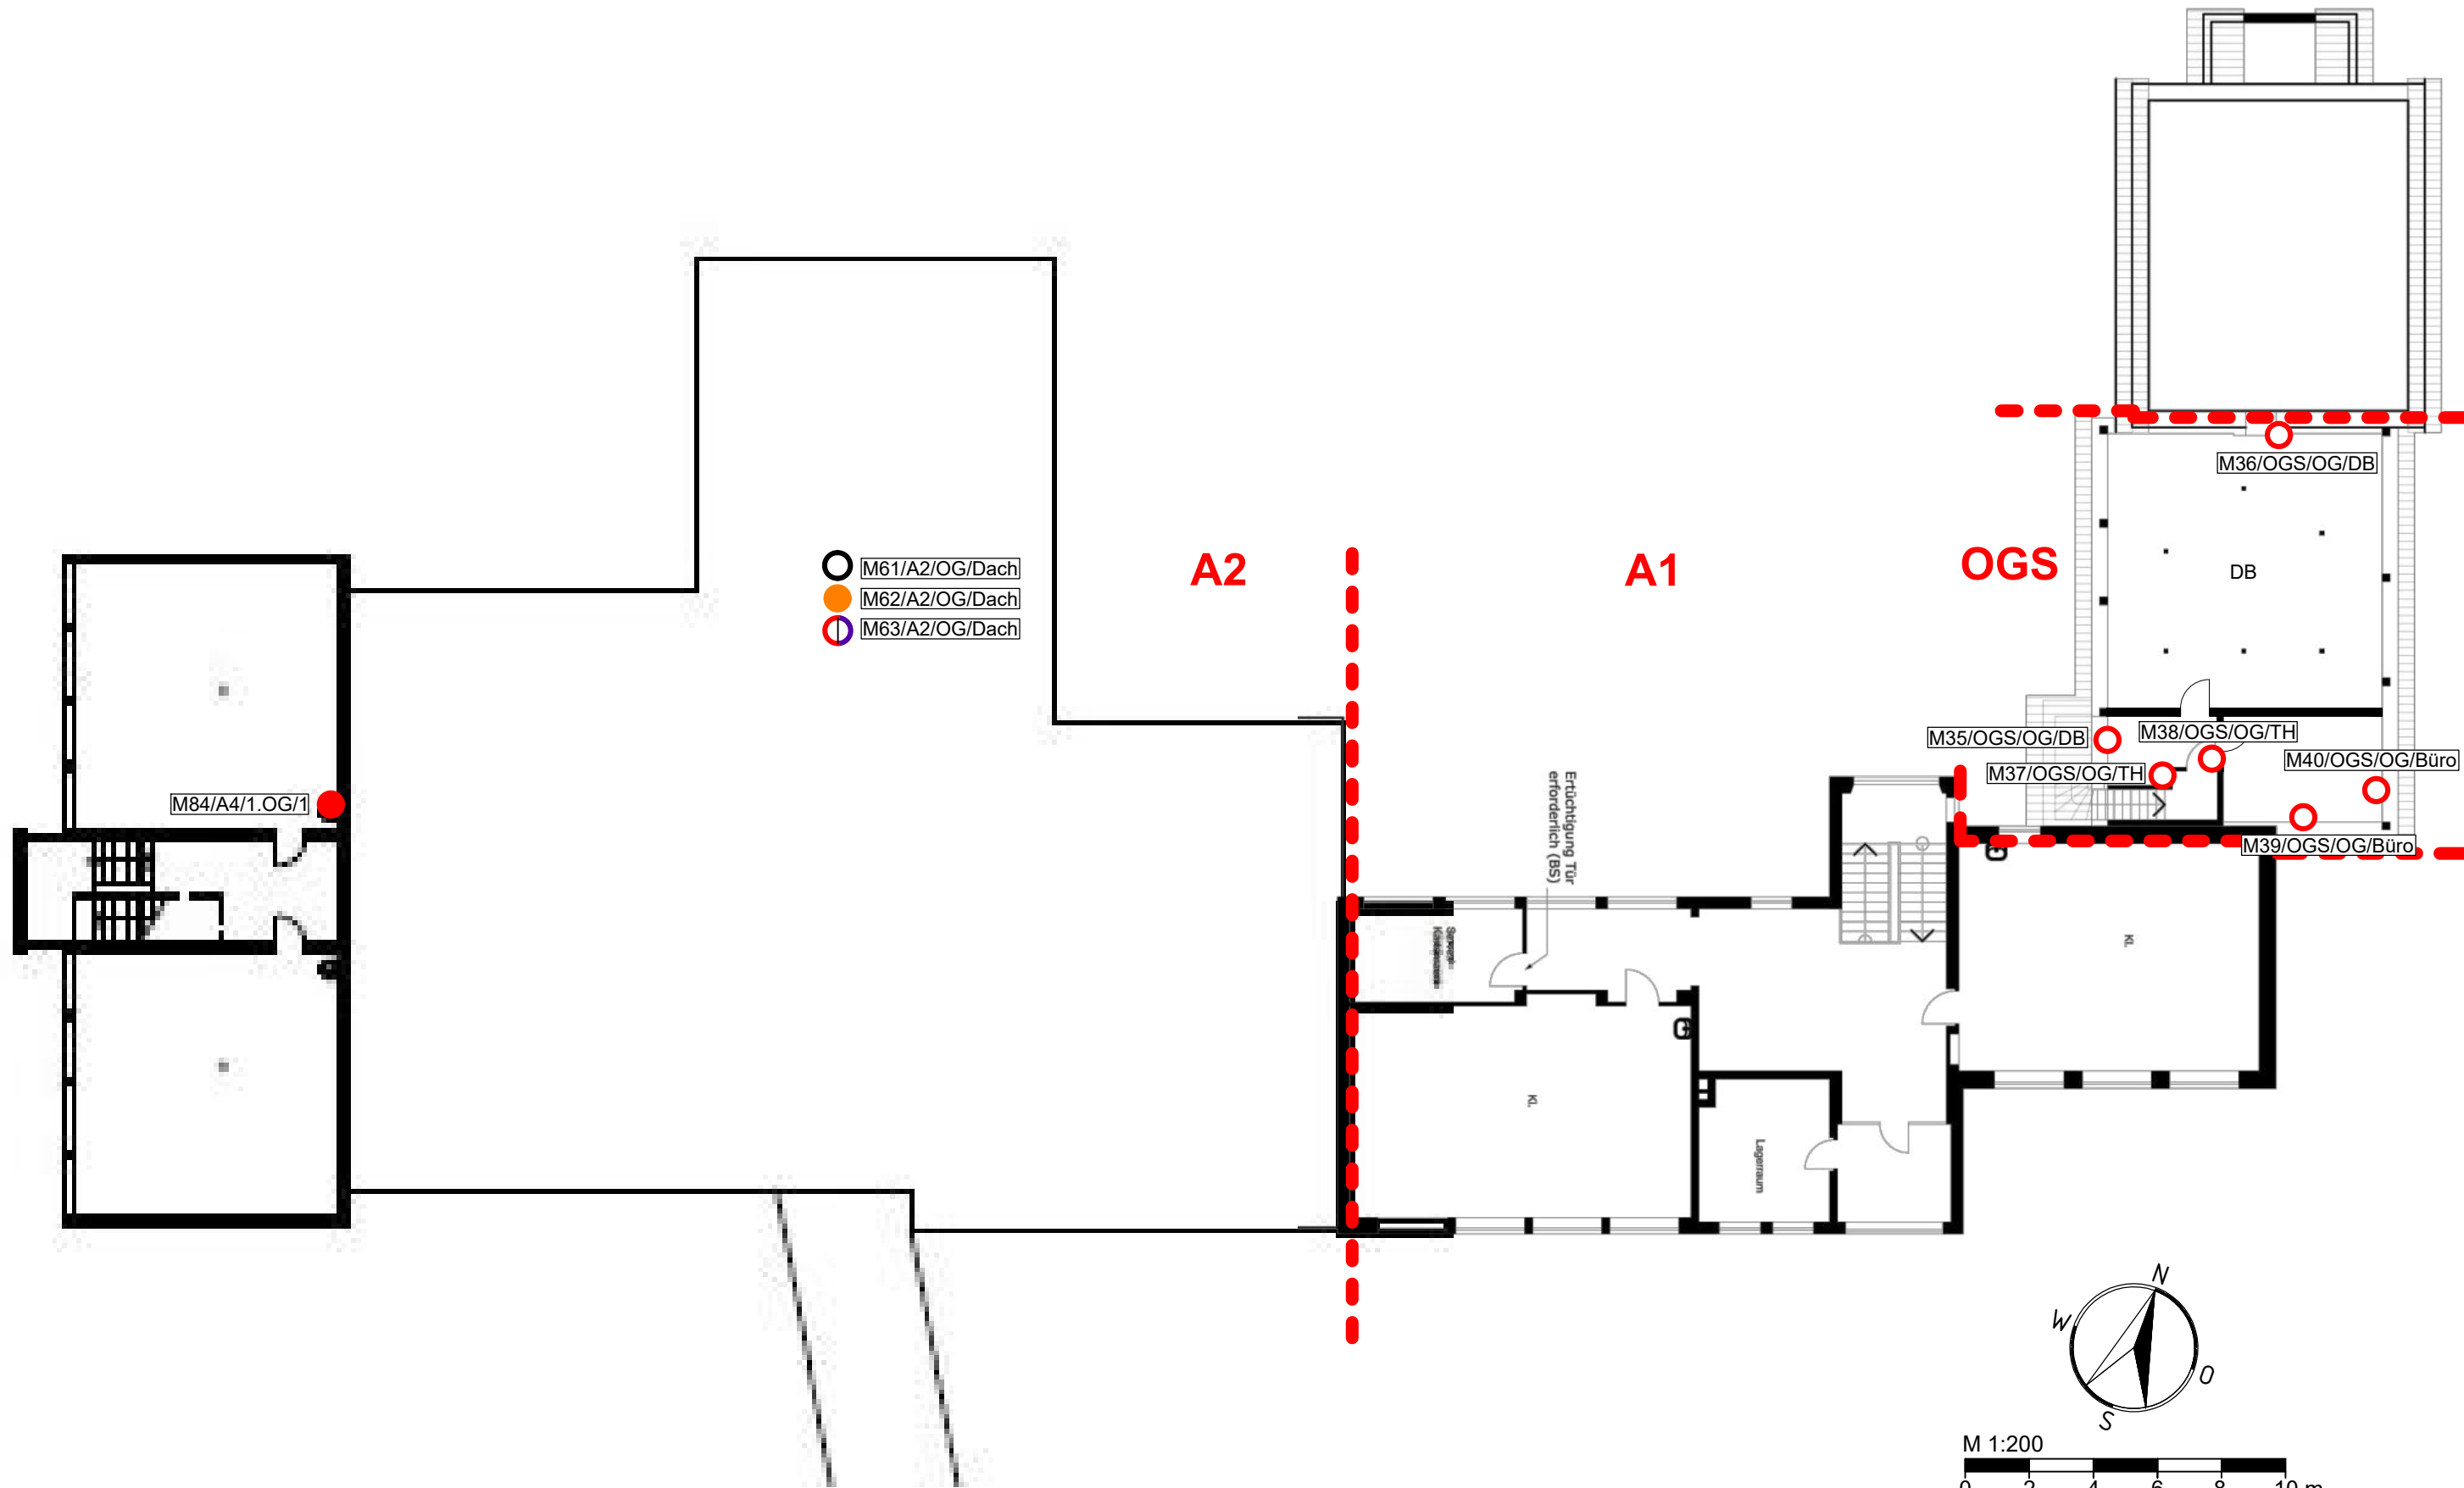 M36/OGS/OG/DB
A2
A1
OGS
M61/A2/OG/Dach
M62/A2/OG/Dach
M63/A2/OG/Dach
DB
M35/OGS/OG/DB
M38/OGS/OG/TH
M37/OGS/OG/TH
M40/OGS/OG/Büro
M84/A4/1.OG/1
M39/OGS/OG/Büro
Ertüchtigung Tür
erforderlich (BS)
Kl.
Kl.
Lagerraum
N
W
O
S
M 1:200
0 2 4 6 8 10 m